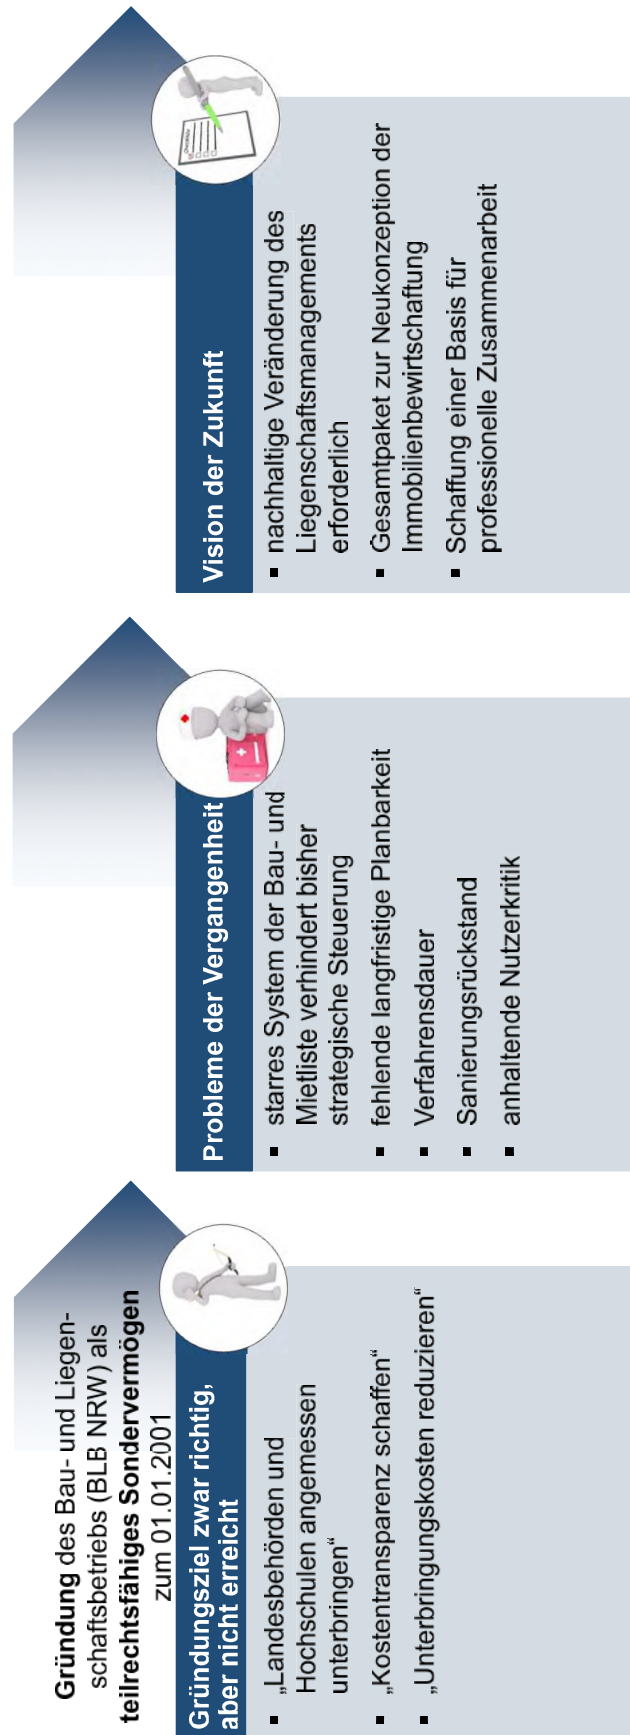 Gründung des Bau- und Liegen-
schaftsbetriebs (BLB NRW) als
teilrechtsfähiges Sondervermögen
zum 01.01.2001
Gründungsziel zwar richtig,
aber nicht erreicht
▪ „Landesbehörden und
Hochschulen angemessen
unterbringen“
▪ „Kostentransparenz schaffen“
▪ „Unterbringungskosten reduzieren“
Probleme der Vergangenheit
▪ starres System der Bau- und
Mietliste verhindert bisher
strategische Steuerung
▪ fehlende langfristige Planbarkeit
▪ Verfahrensdauer
▪ Sanierungsrückstand
▪ anhaltende Nutzerkritik
Vision der Zukunft
▪ nachhaltige Veränderung des
Liegenschaftsmanagements
erforderlich
▪ Gesamtpaket zur Neukonzeption der
Immobilienbewirtschaftung
▪ Schaffung einer Basis für
professionelle Zusammenarbeit